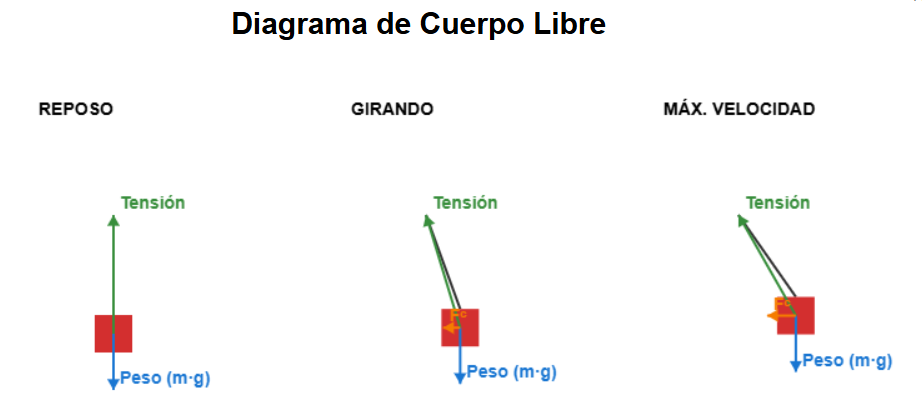 Diagrama de Cuerpo Libre
REPOSO
GIRANDO
MÁX. VELOCIDAD
Tensión
Tensión
Tensión
Fc
Fc
Peso (m·g)
Peso (m·g)
Peso (m·g)